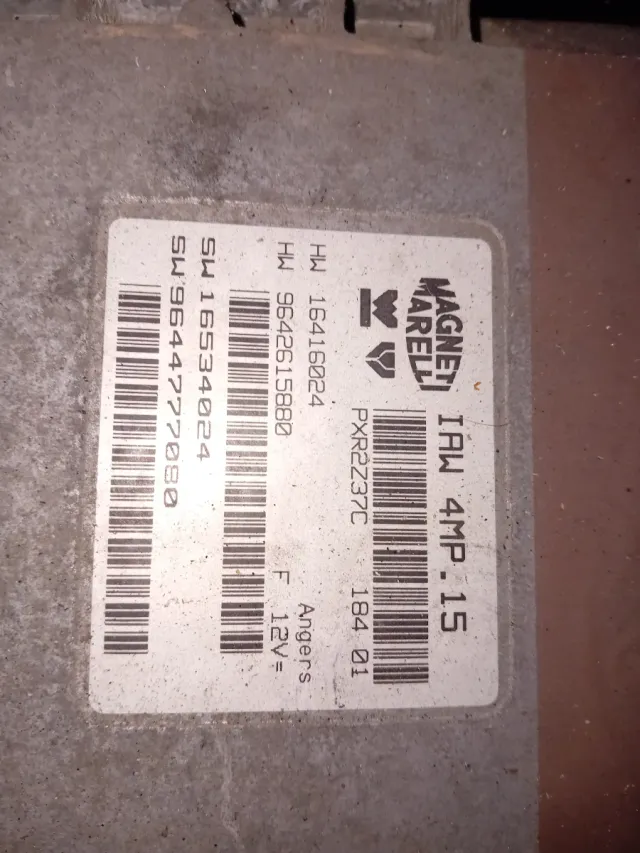 MAGNETI
MARELLI
IAW 4MP.15
PXR2Z37C 184 01
HW 16416024
Angers
HW 9642615880 F 12V=
SW 16534024
SW 9644777080